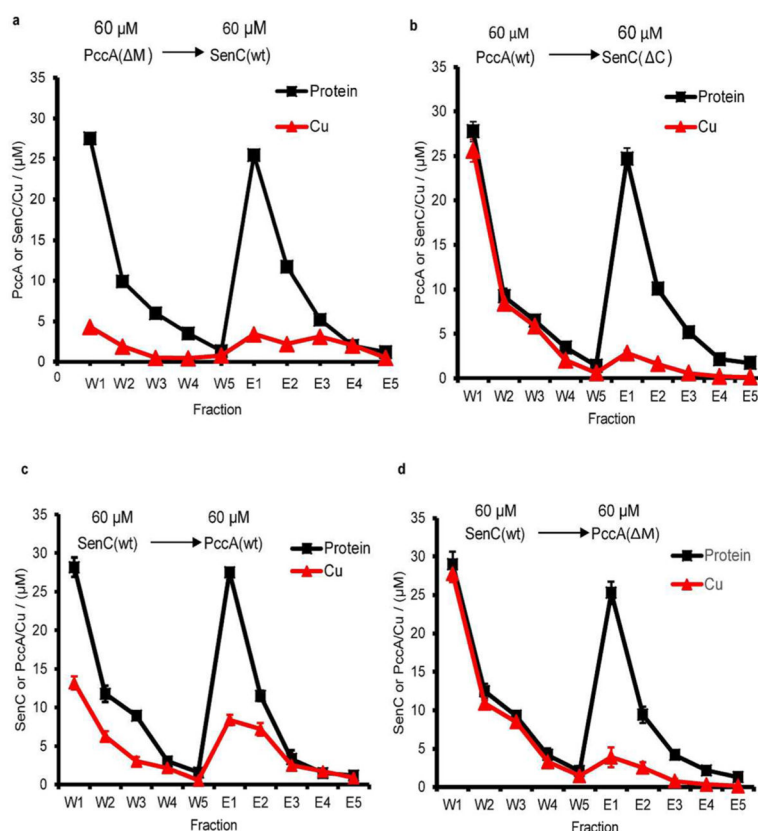 a
60 µM 60 µM
PccA(ΔM) SenC(wt)
Protein
Cu
PccA or SenC/Cu / (µM)
35
30
25
20
15
10
5
0
0
W1 W2 W3 W4 W5 E1 E2 E3 E4 E5
Fraction
b
60 µM 60 µM
PccA(wt) SenC(ΔC)
Protein
Cu
PccA or SenC/Cu / (µM)
35
30
25
20
15
10
5
0
W1 W2 W3 W4 W5 E1 E2 E3 E4 E5
Fraction
c
60 µM 60 µM
SenC(wt) PccA(wt)
Protein
Cu
SenC or PccA/Cu / (µM)
35
30
25
20
15
10
5
0
W1 W2 W3 W4 W5 E1 E2 E3 E4 E5
Fraction
d
60 µM 60 µM
SenC(wt) PccA(ΔM)
Protein
Cu
SenC or PccA/Cu / (µM)
35
30
25
20
15
10
5
0
W1 W2 W3 W4 W5 E1 E2 E3 E4 E5
Fraction